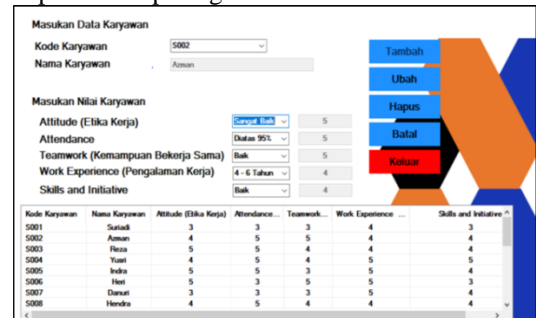 Masukan Data Karyawan
Kode Karyawan S002
Nama Karyawan Azman
Tambah
Ubah
Hapus
Batal
Keluar
Masukan Nilai Karyawan
Attitude (Etika Kerja) Sangat Baik 5
Attendance Diatas 95% 5
Teamwork (Kemampuan Bekerja Sama) Baik 5
Work Experience (Pengalaman Kerja) 4 - 6 Tahun 4
Skills and Initiative Baik 4
Kode Karyawan Nama Karyawan Attitude (Etika Kerja) Attendance... Teamwork... Work Experience ... Skills and Initiative
S001 Suriadi 3 3 3 4 3
S002 Azman 4 5 5 4 4
S003 Reza 5 5 4 4 4
S004 Yusri 4 5 4 5 5
S005 Indra 5 5 3 5 4
S006 Heri 5 3 5 5 3
S007 Danuri 3 3 3 5 4
S008 Hendra 4 5 4 4 4